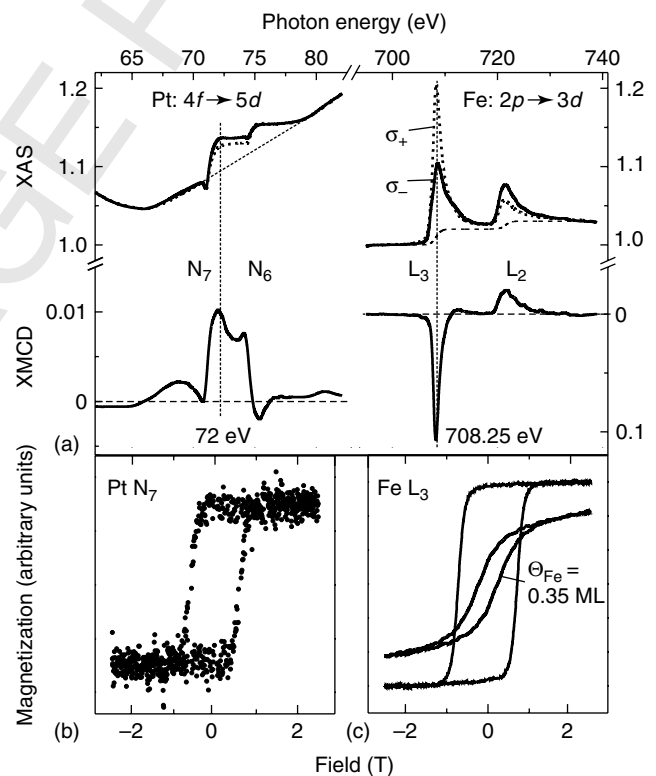 Photon energy (eV)
65 70 75 80 700 720 740
1.2 1.2
Pt: 4f → 5d Fe: 2p → 3d
σ+
XAS
1.1 1.1
σ−
1.0 1.0
N7 N6 L3 L2
0.01 0
XMCD
0
72 eV 708.25 eV 0.1
(a)
Pt N7 Fe L3
Magnetization (arbitrary units)
ΘFe =
0.35 ML
(b) −2 0 2 (c) −2 0 2
Field (T)